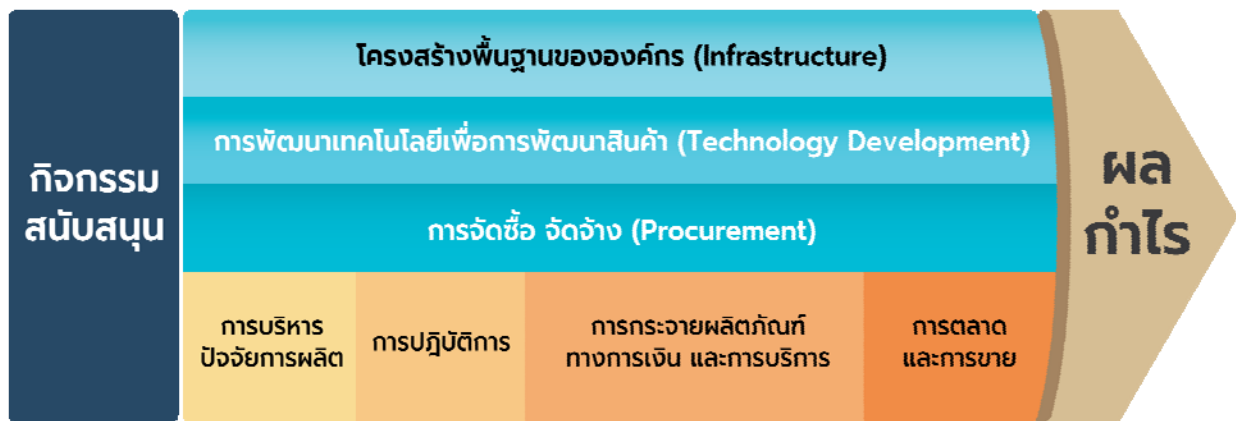 กิจกรรม
สนับสนุน
โครงสร้างพื้นฐานขององค์กร (Infrastructure)
การพัฒนาเทคโนโลยีเพื่อการพัฒนาสินค้า (Technology Development)
การจัดซื้อ จัดจ้าง (Procurement)
การบริหาร
ปัจจัยการผลิต
การปฏิบัติการ
การกระจายผลิตภัณฑ์
ทางการเงิน และการบริการ
การตลาด
และการขาย
ผล
กำไร